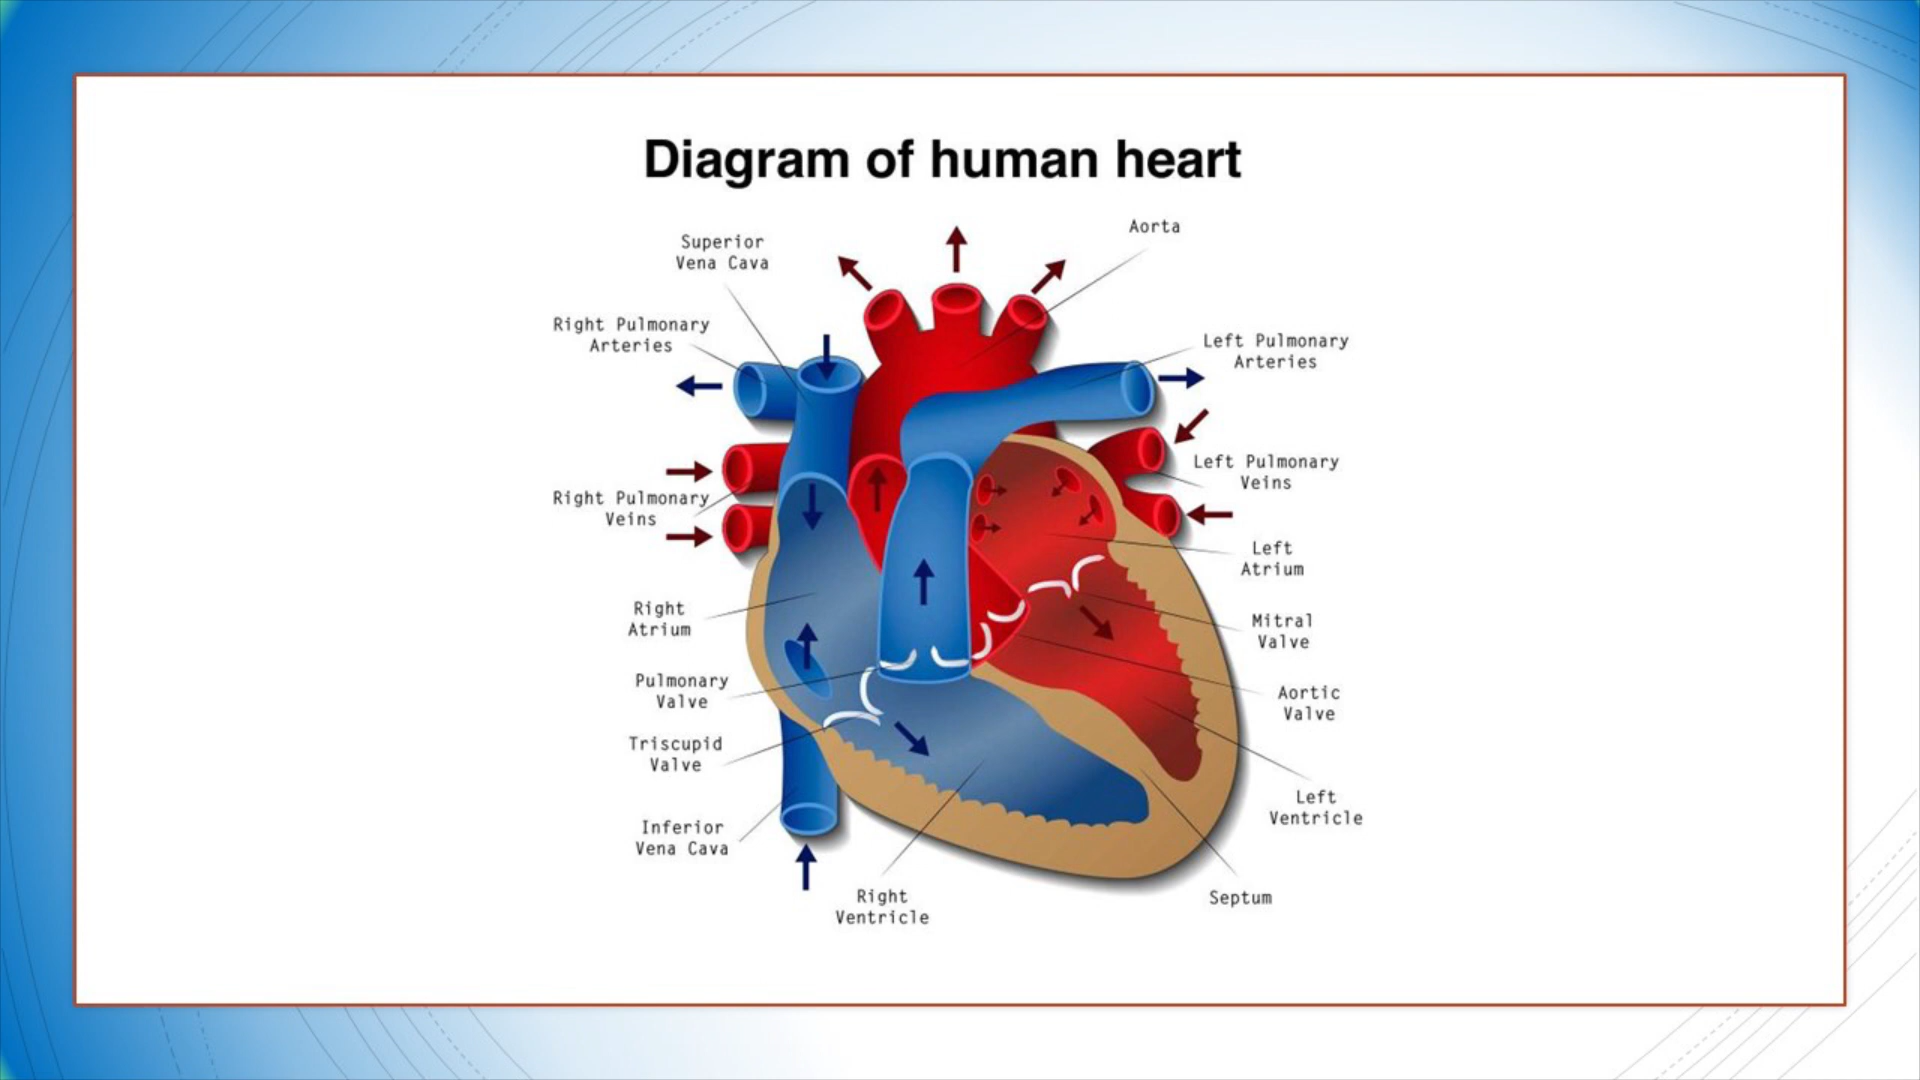 Diagram of human heart
Superior
Vena Cava
Aorta
Right Pulmonary
Arteries
Left Pulmonary
Arteries
Left Pulmonary
Veins
Right Pulmonary
Veins
Left
Atrium
Right
Atrium
Mitral
Valve
Pulmonary
Valve
Aortic
Valve
Triscupid
Valve
Left
Ventricle
Inferior
Vena Cava
Right
Ventricle
Septum